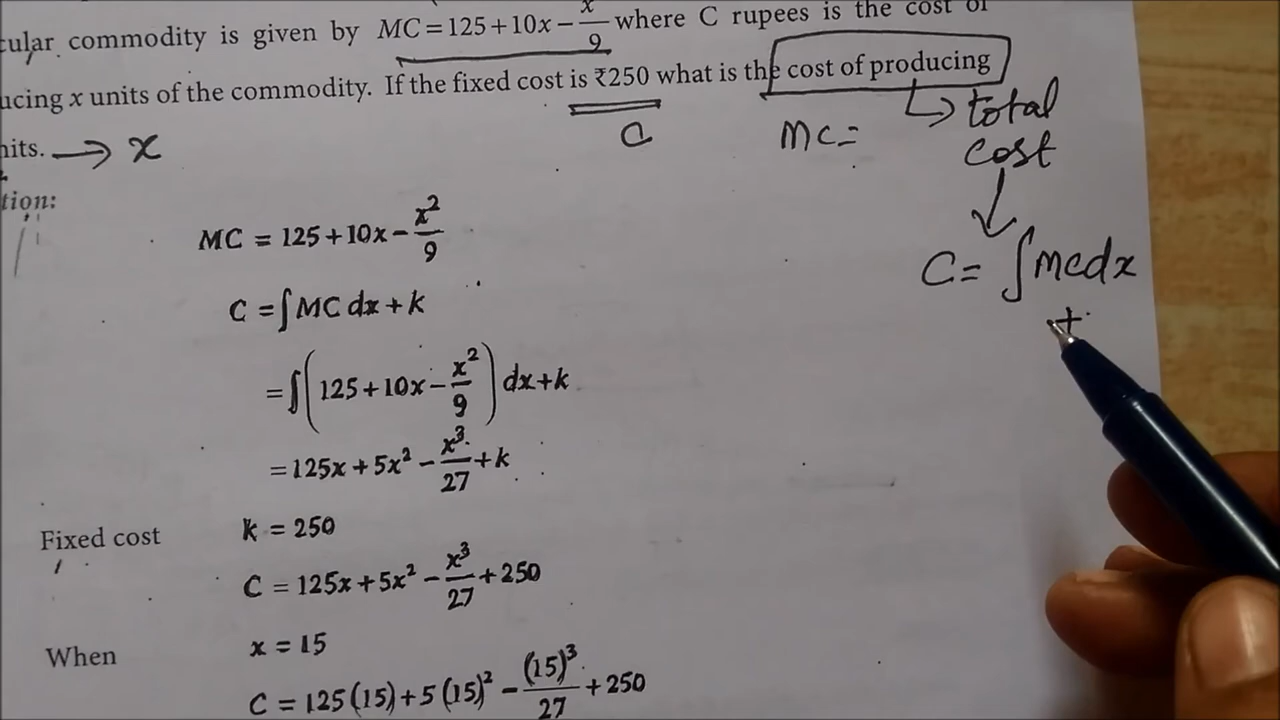 cular commodity is given by MC = 125 + 10x - x/9 where C rupees is the cost of
ucing x units of the commodity. If the fixed cost is ₹250 what is the cost of producing
nits. → x
C
MC =
↳ total
cost
↓
C = ∫MC dx
+
tion:
MC = 125 + 10x - x²/9
C = ∫MC dx + k
= ∫(125 + 10x - x²/9) dx + k
= 125x + 5x² - x³/27 + k
Fixed cost k = 250
C = 125x + 5x² - x³/27 + 250
When x = 15
C = 125(15) + 5(15)² - (15)³/27 + 250